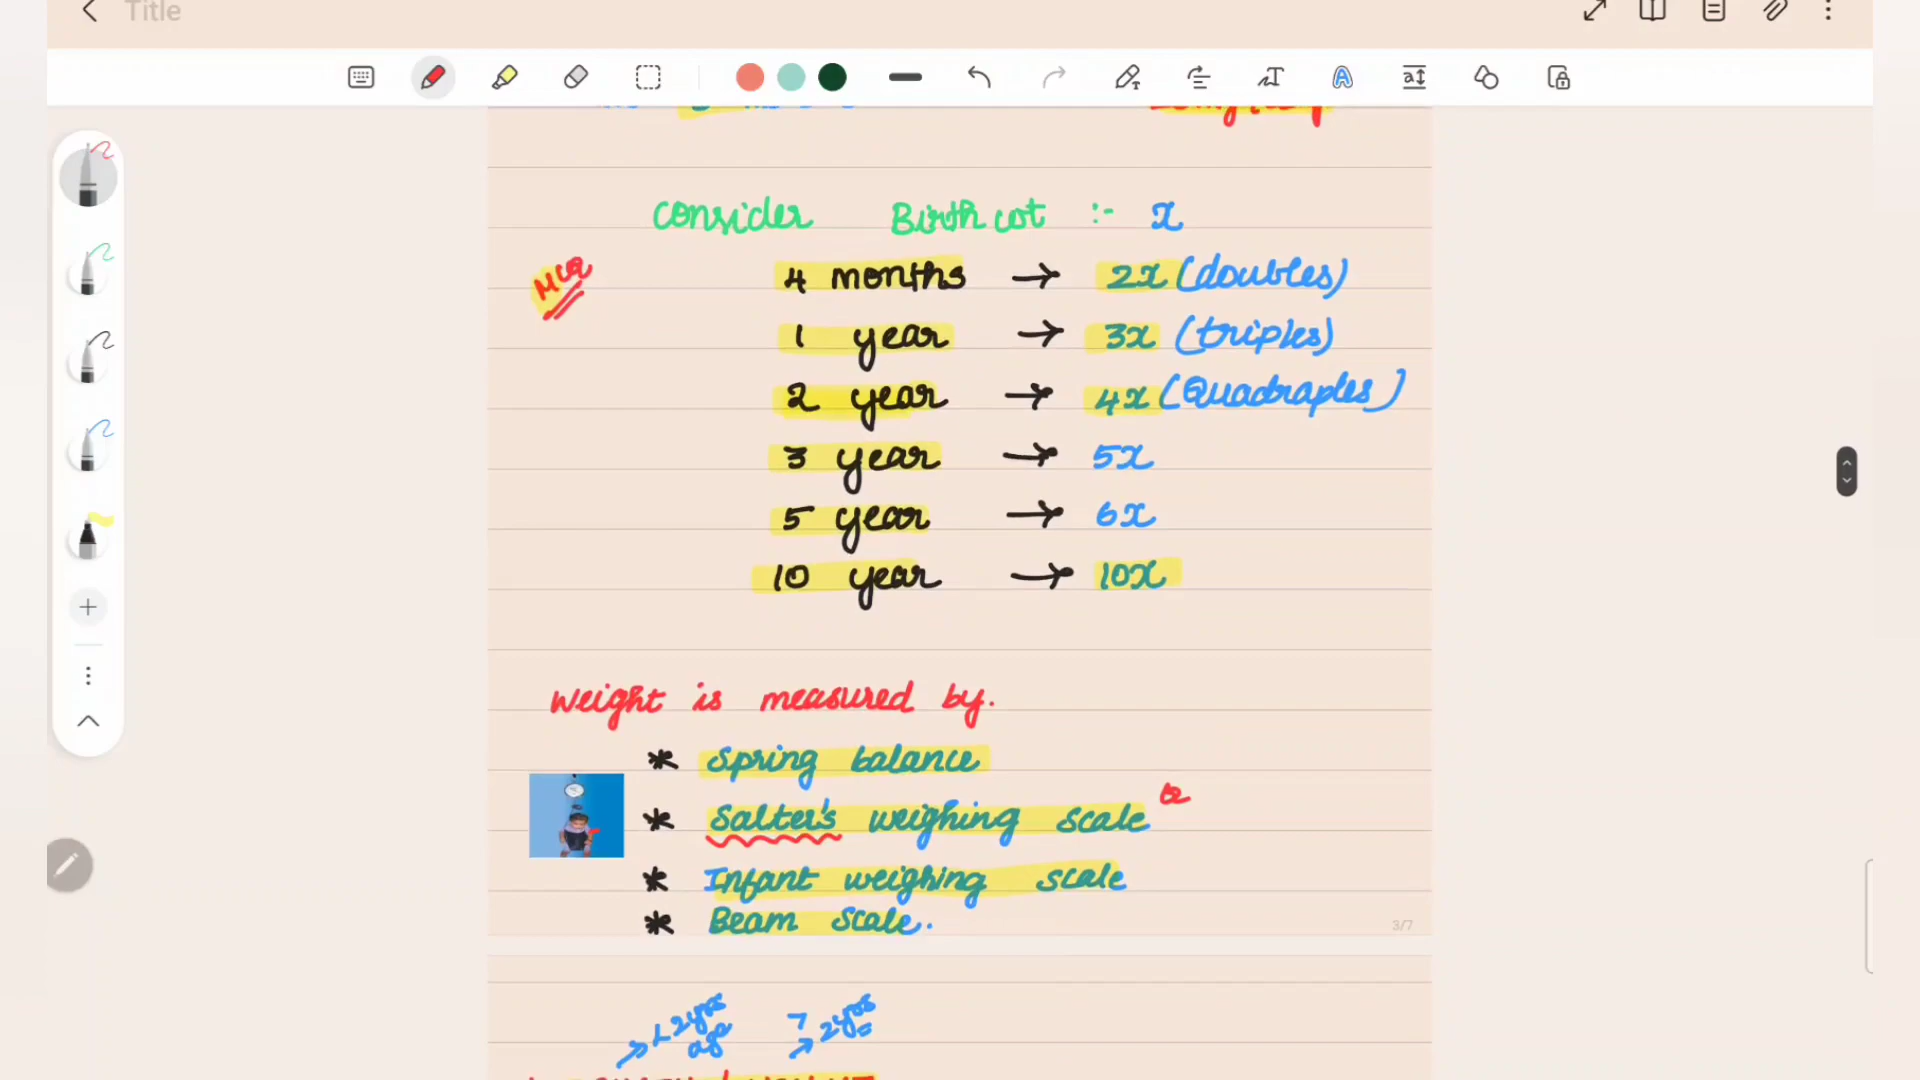 Title
Consider Birth wt :- x
MCQ
4 months → 2x (doubles)
1 year → 3x (triples)
2 year → 4x (Quadraples)
3 year → 5x
5 year → 6x
10 year → 10x
Weight is measured by.
* Spring balance
* Salter's weighing scale
* Infant weighing scale
* Beam scale.
3/7